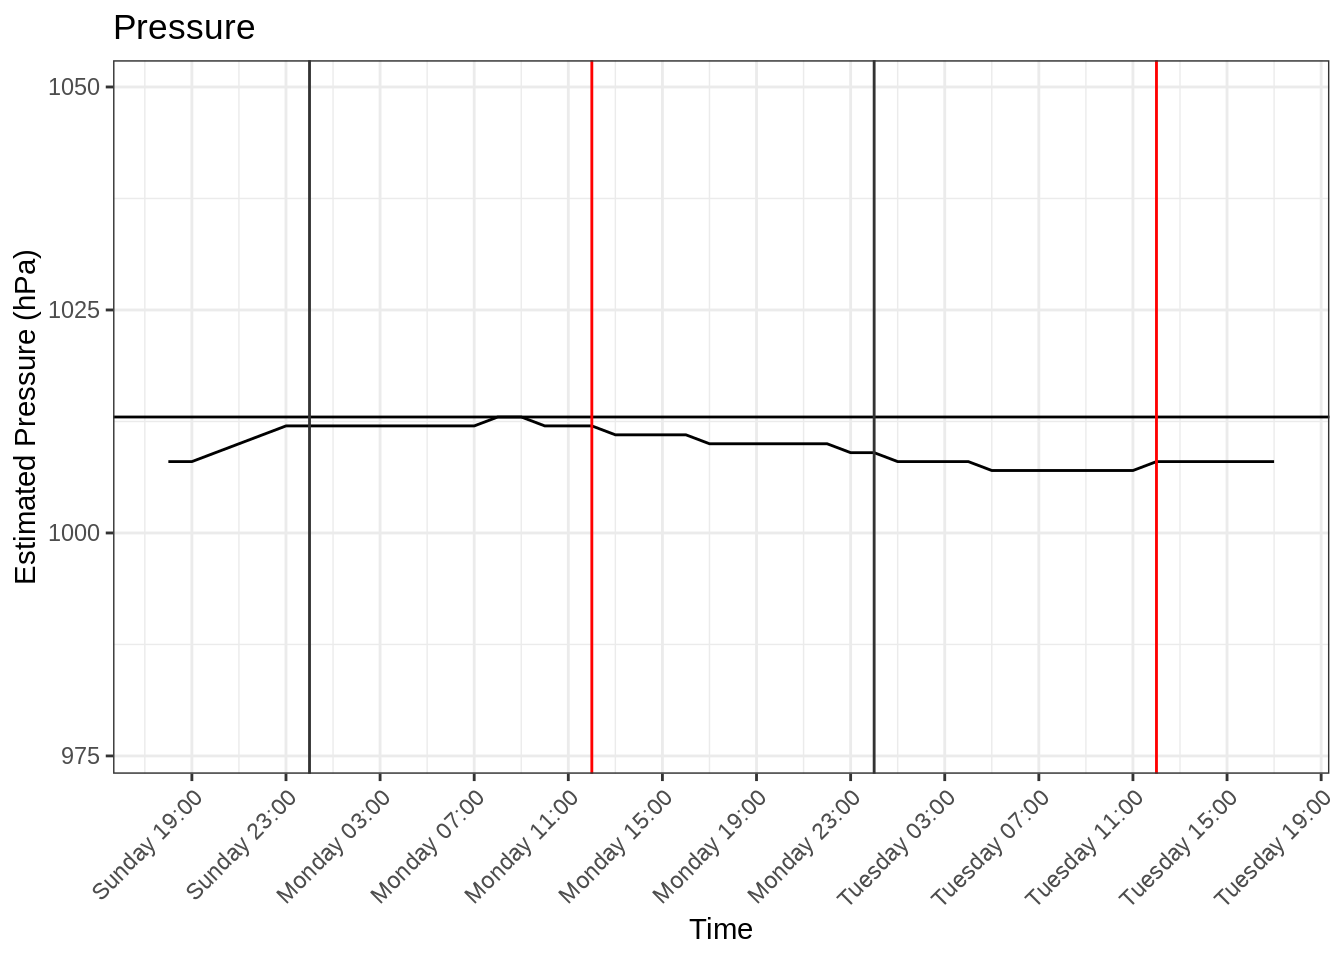 Pressure
Estimated Pressure (hPa)
1050
1025
1000
975
Sunday 19:00
Sunday 23:00
Monday 03:00
Monday 07:00
Monday 11:00
Monday 15:00
Monday 19:00
Monday 23:00
Tuesday 03:00
Tuesday 07:00
Tuesday 11:00
Tuesday 15:00
Tuesday 19:00
Time